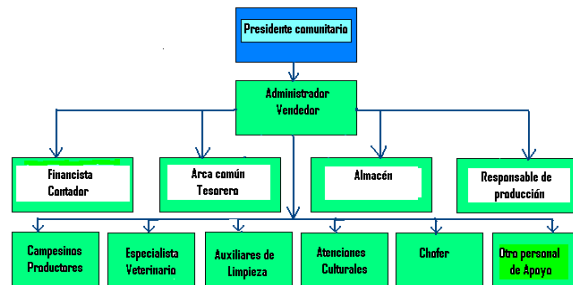 Presidente comunitario
Administrador
Vendedor
Financista
Contador
Arca común
Tesorero
Almacén
Responsable de
producción
Campesinos
Productores
Especialista
Veterinario
Auxiliares de
Limpieza
Atenciones
Culturales
Chofer
Otro personal
de Apoyo